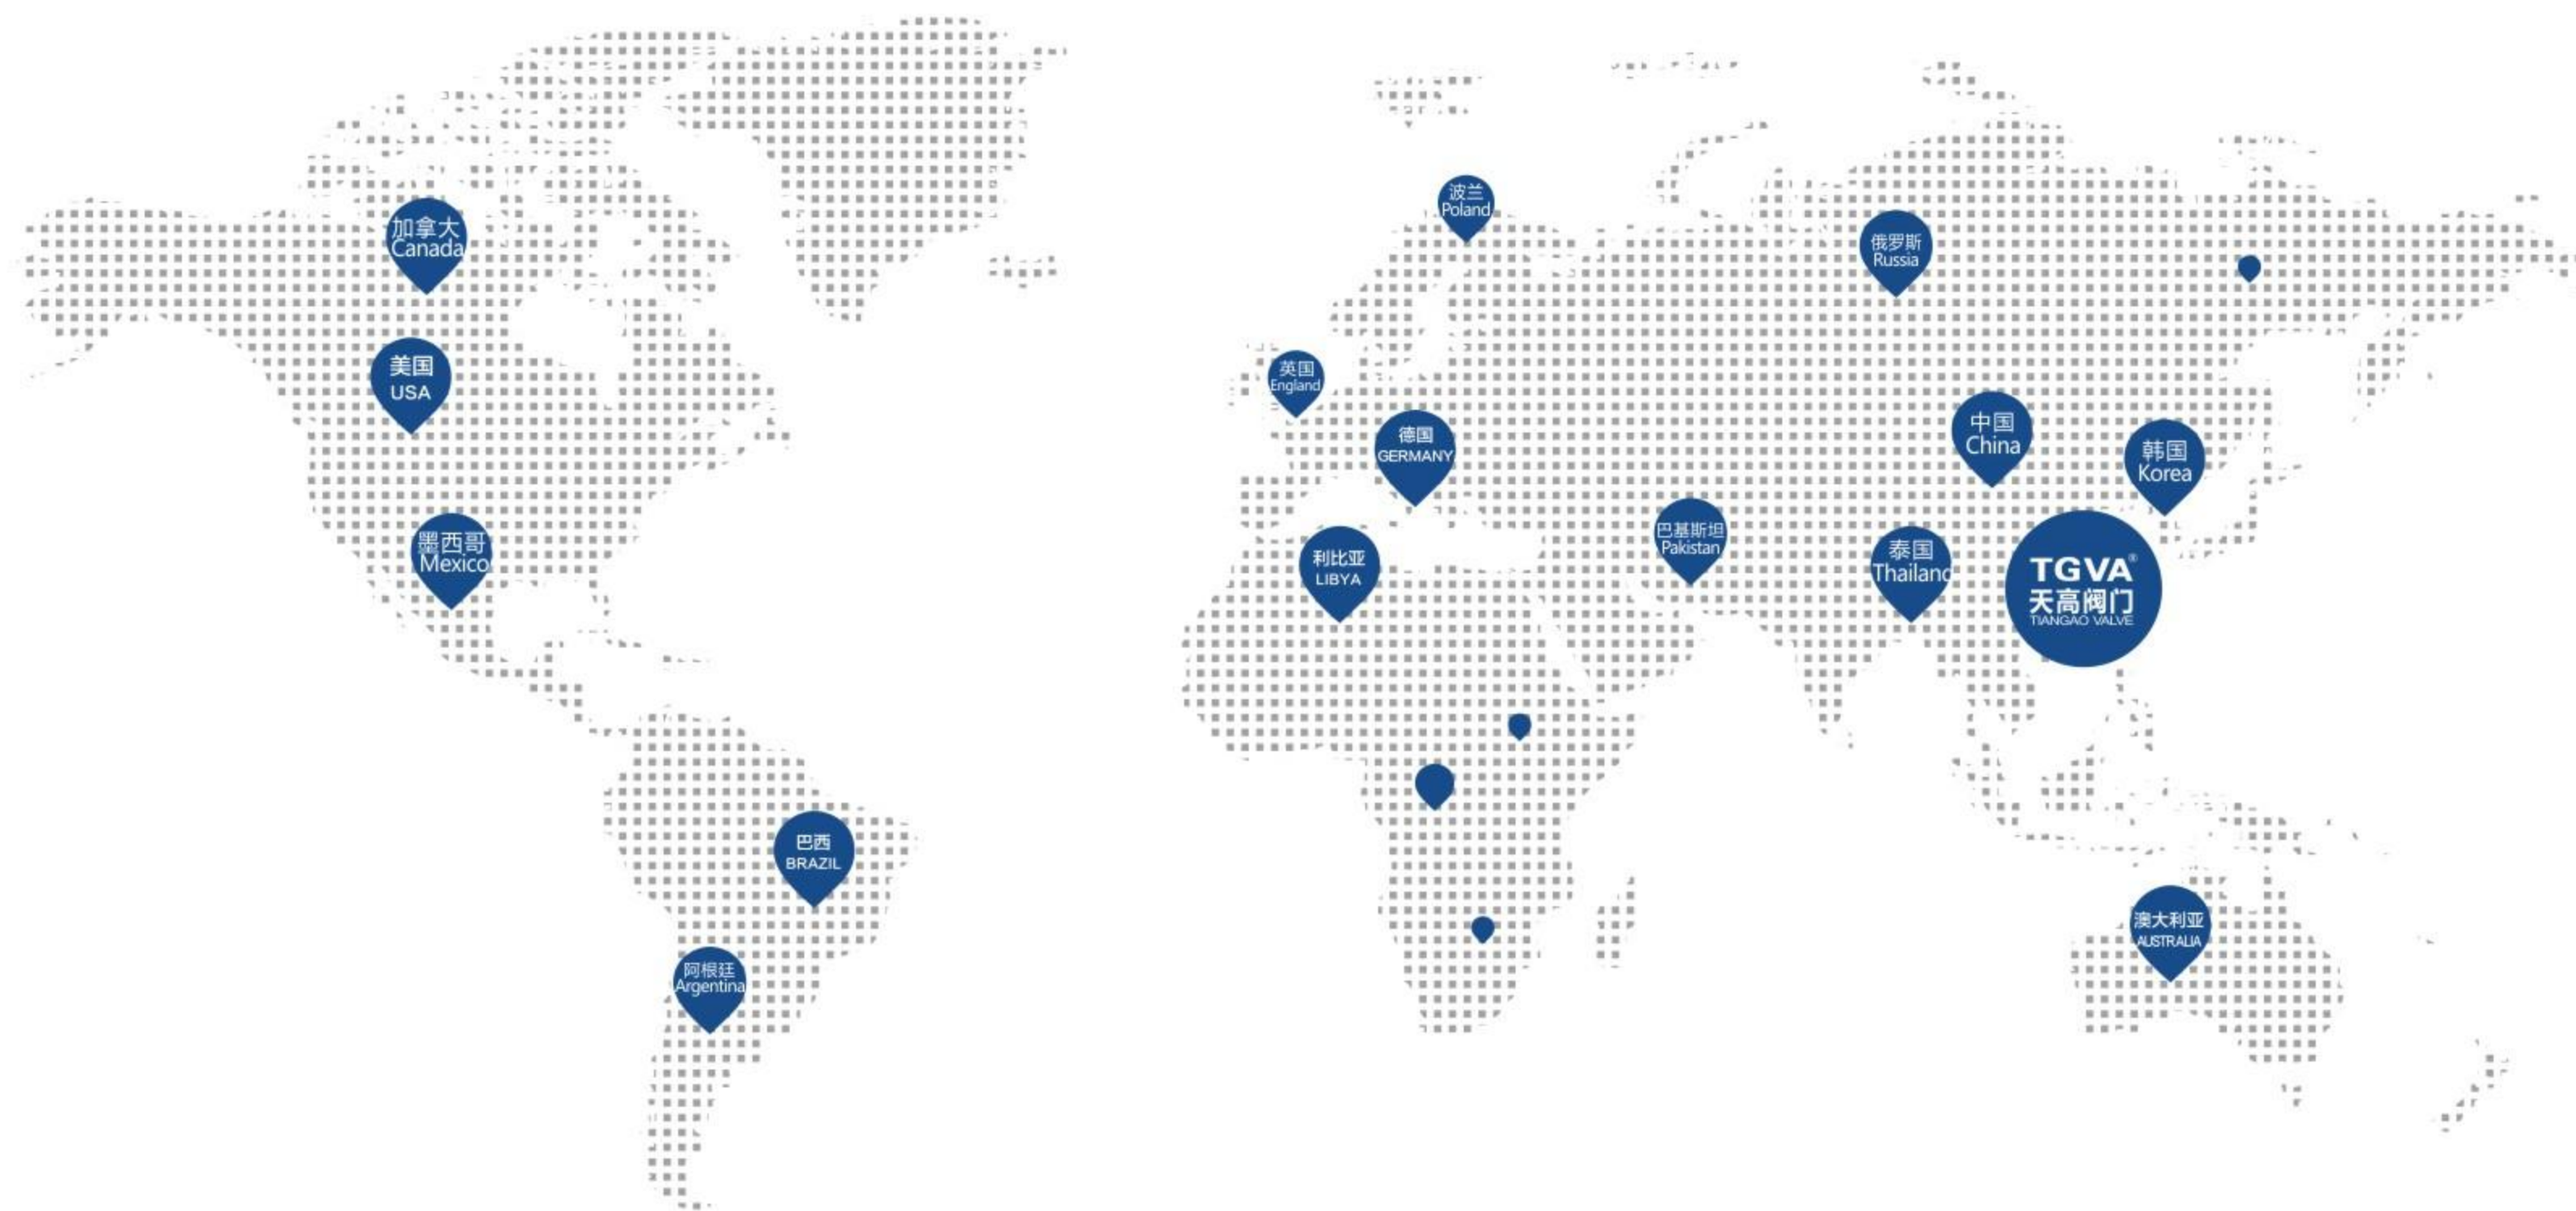 加拿大
Canada
美国
USA
墨西哥
Mexico
巴西
BRAZIL
阿根廷
Argentina
波兰
Poland
英国
England
德国
GERMANY
利比亚
LIBYA
俄罗斯
Russia
巴基斯坦
Pakistan
中国
China
韩国
Korea
泰国
Thailand
TGVA®
天高阀门
TIANGAO VALVE
澳大利亚
AUSTRALIA